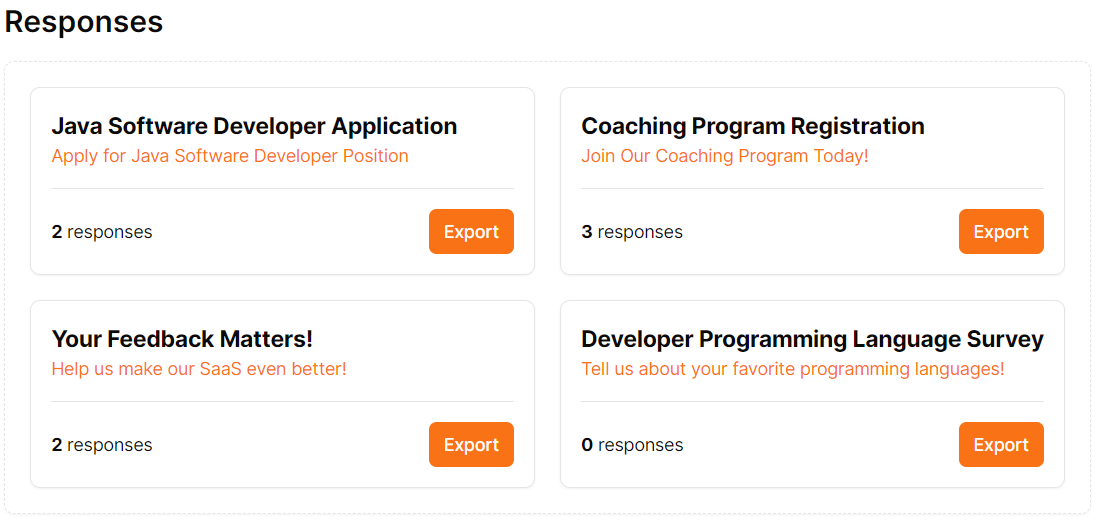 Responses
Java Software Developer Application
Apply for Java Software Developer Position
2 responses
Export
Coaching Program Registration
Join Our Coaching Program Today!
3 responses
Export
Your Feedback Matters!
Help us make our SaaS even better!
2 responses
Export
Developer Programming Language Survey
Tell us about your favorite programming languages!
0 responses
Export